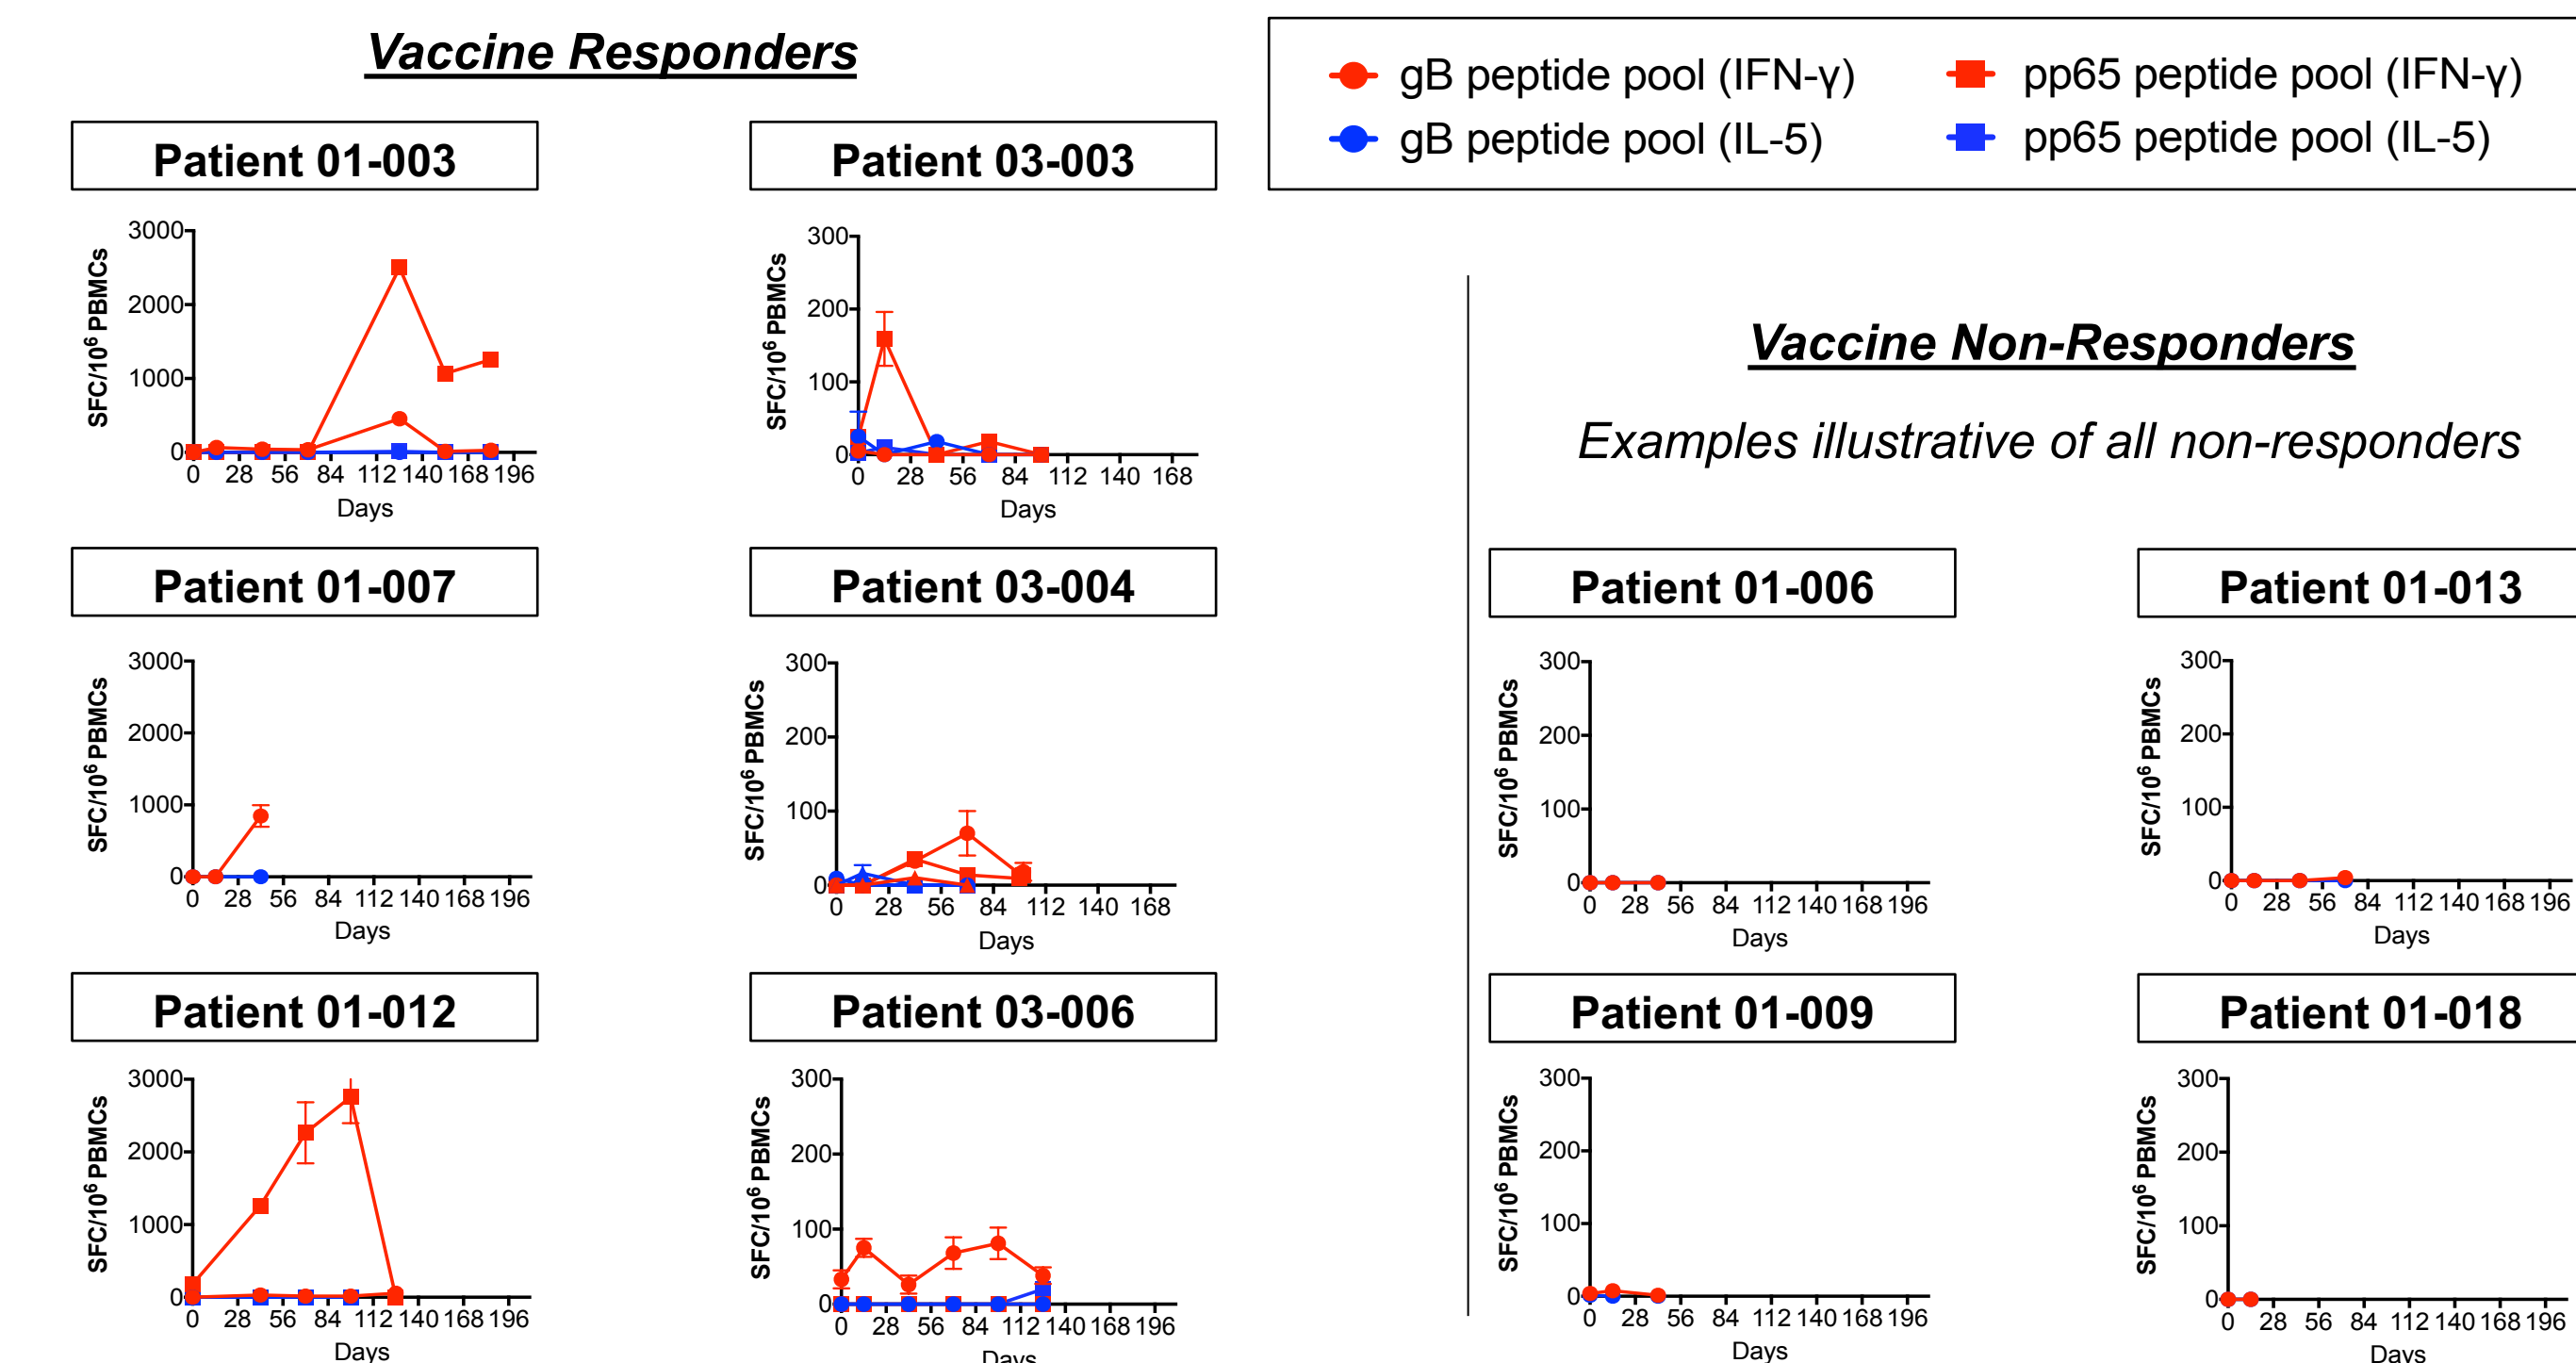 Vaccine Responders
gB peptide pool (IFN-γ)
pp65 peptide pool (IFN-γ)
gB peptide pool (IL-5)
pp65 peptide pool (IL-5)
Patient 01-003
SFC/10⁶ PBMCs
3000
2000
1000
0
0 28 56 84 112 140 168 196
Days
Patient 03-003
SFC/10⁶ PBMCs
300
200
100
0
0 28 56 84 112 140 168
Days
Patient 01-007
SFC/10⁶ PBMCs
3000
2000
1000
0
0 28 56 84 112 140 168 196
Days
Patient 03-004
SFC/10⁶ PBMCs
300
200
100
0
0 28 56 84 112 140 168
Days
Patient 01-012
SFC/10⁶ PBMCs
3000
2000
1000
0
0 28 56 84 112 140 168 196
Days
Patient 03-006
SFC/10⁶ PBMCs
300
200
100
0
0 28 56 84 112 140 168 196
Days
Vaccine Non-Responders
Examples illustrative of all non-responders
Patient 01-006
SFC/10⁶ PBMCs
300
200
100
0
0 28 56 84 112 140 168 196
Days
Patient 01-013
SFC/10⁶ PBMCs
300
200
100
0
0 28 56 84 112 140 168 196
Days
Patient 01-009
SFC/10⁶ PBMCs
300
200
100
0
0 28 56 84 112 140 168 196
Days
Patient 01-018
SFC/10⁶ PBMCs
300
200
100
0
0 28 56 84 112 140 168 196
Days